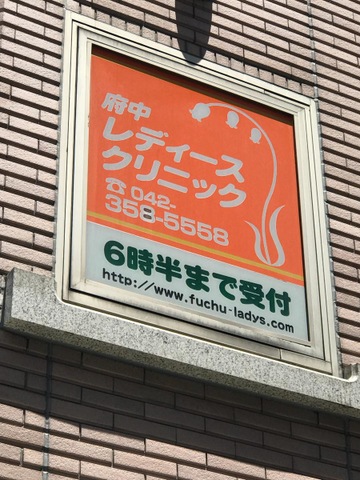 府中
レディース
クリニック
☎042-
358-5558
6時半まで受付
http://www.fuchu-ladys.com